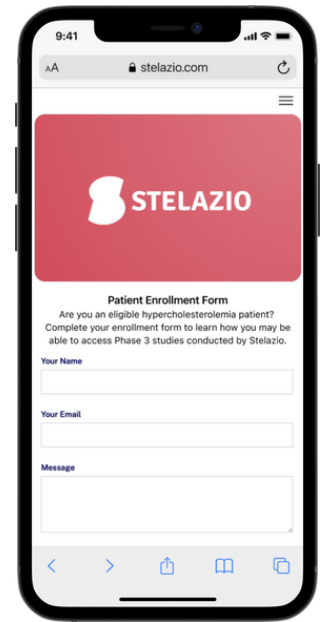 9:41
AA stelazio.com
STELAZIO
Patient Enrollment Form
Are you an eligible hypercholesterolemia patient?
Complete your enrollment form to learn how you may be
able to access Phase 3 studies conducted by Stelazio.
Your Name
Your Email
Message